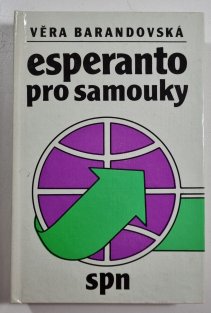 VĚRA BARANDOVSKÁ
esperanto
pro samouky
spn